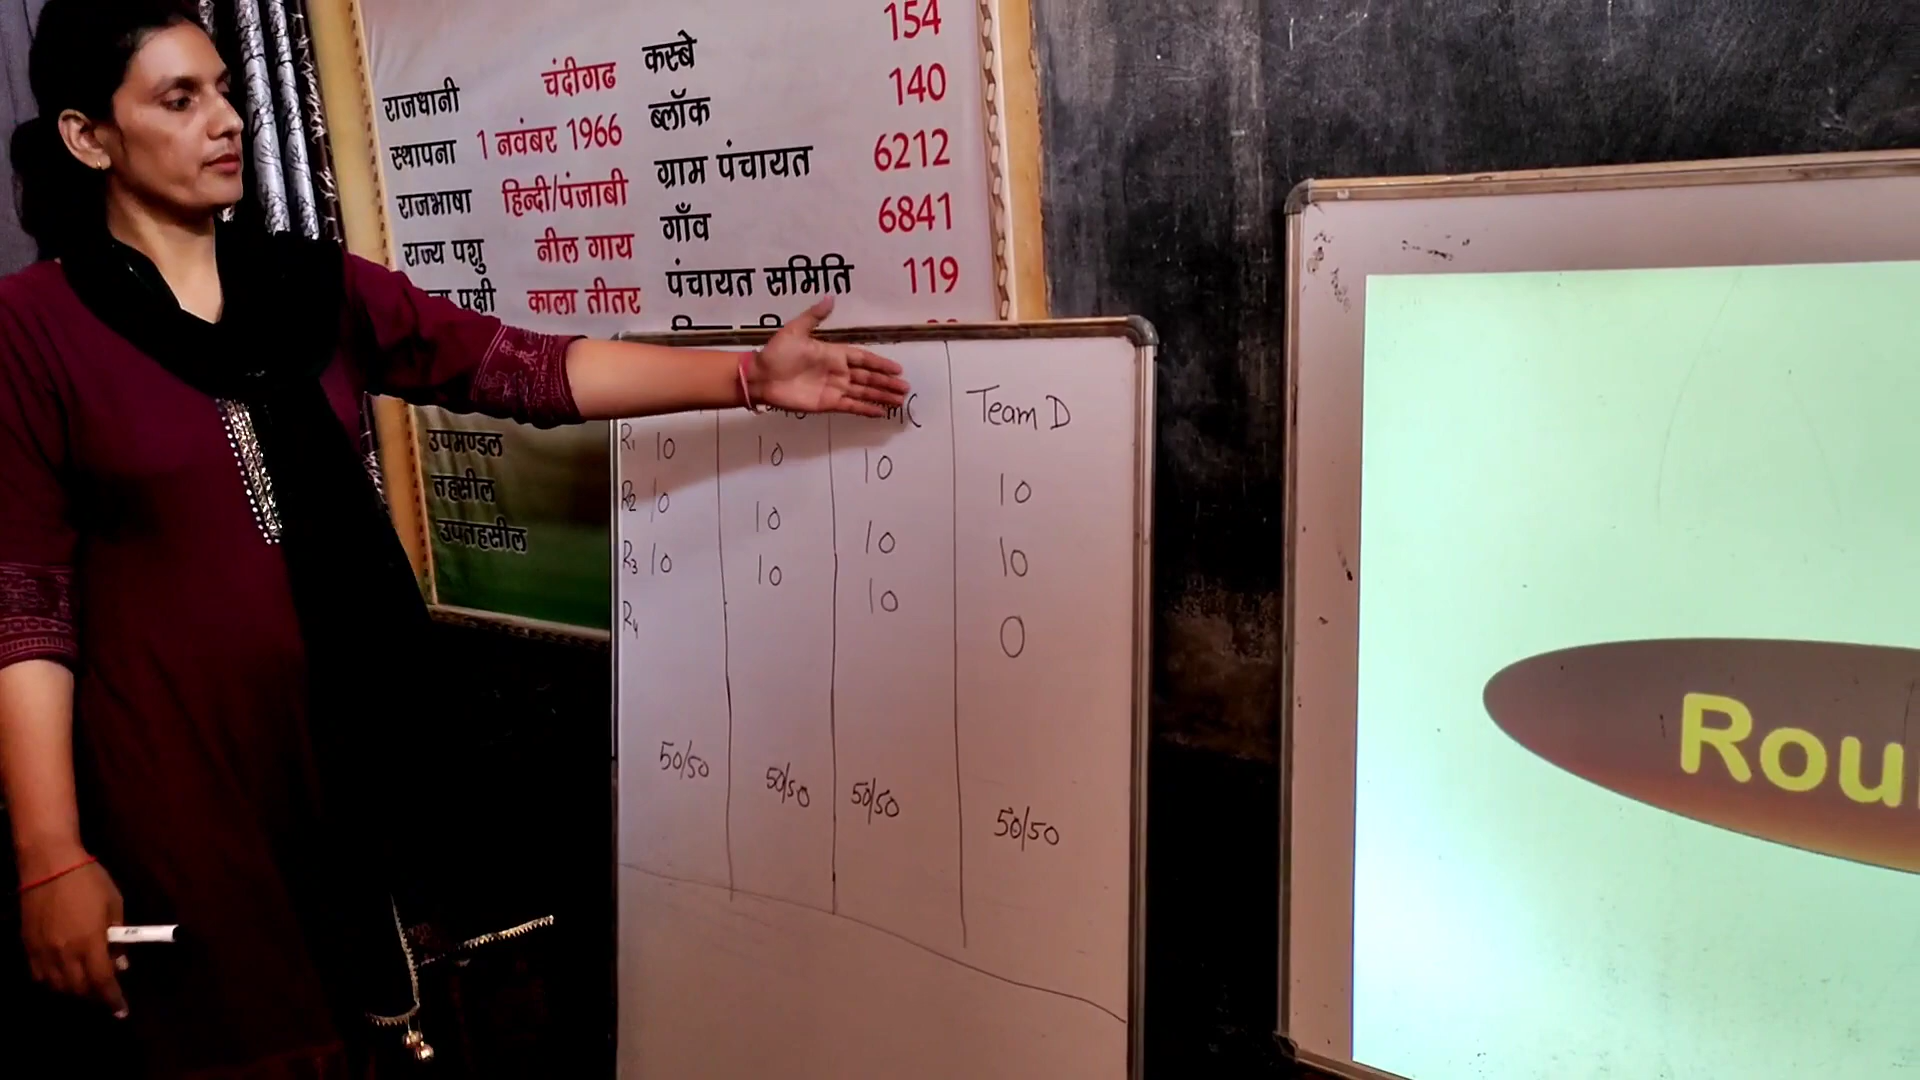 राजधानी चंदीगढ
स्थापना 1 नवंबर 1966
राजभाषा हिन्दी/पंजाबी
राज्य पशु नील गाय
पक्षी काला तीतर
उपमण्डल
तहसील
उपतहसील
कस्बे 154
ब्लॉक 140
ग्राम पंचायत 6212
गाँव 6841
पंचायत समिति 119
Team D
R1 10 10 10 10
R2 10 10 10 10
R3 10 10 10 0
R4
50/50 50/50 50/50 50/50
Rou